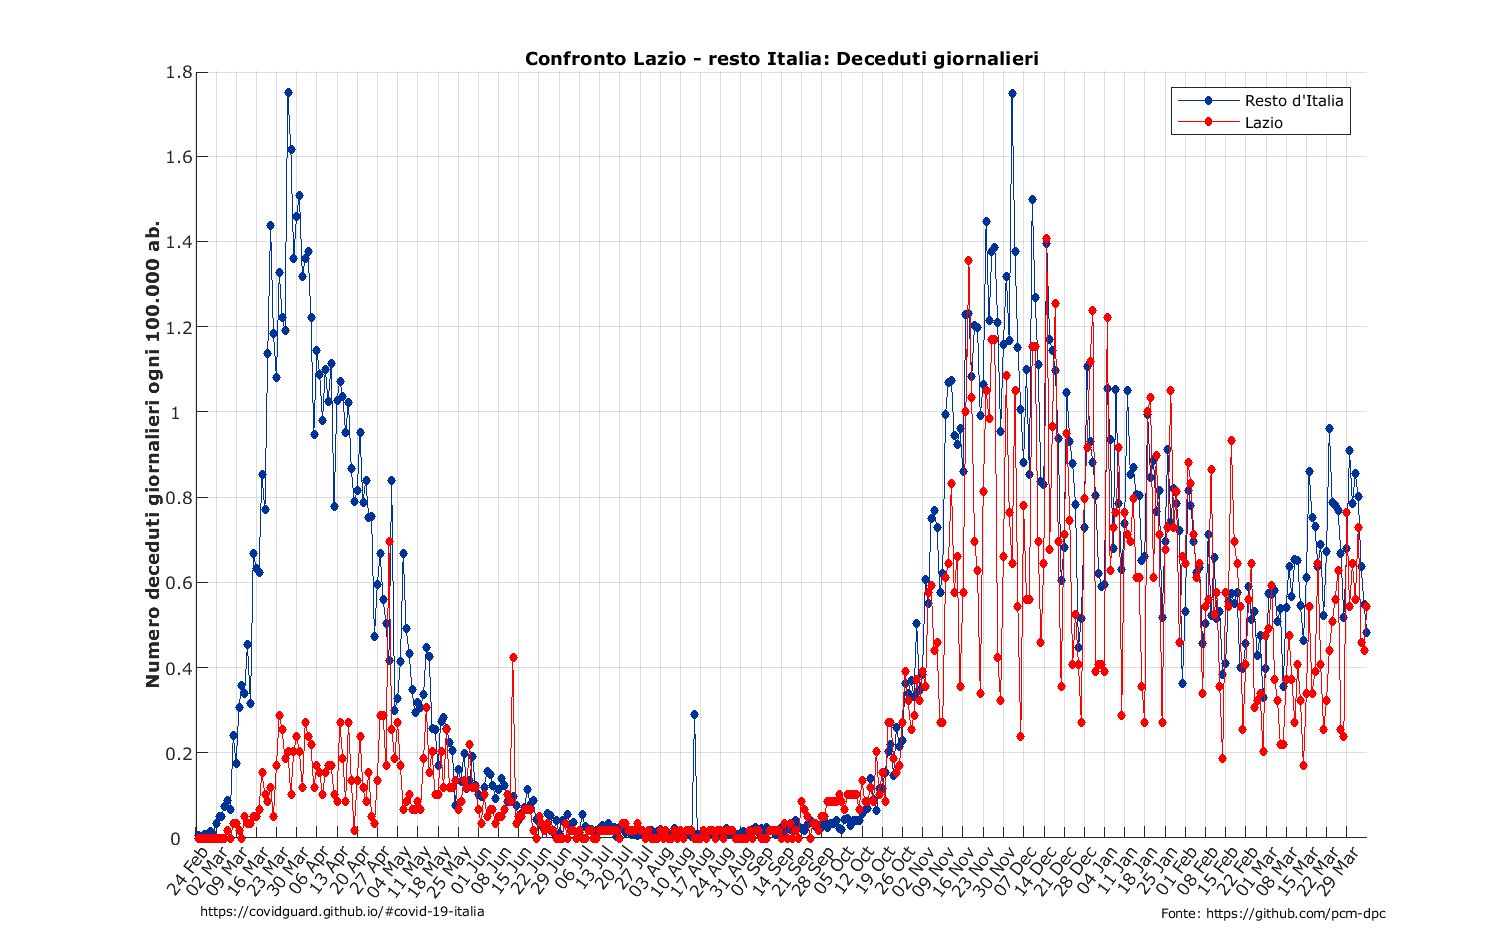 Confronto Lazio - resto Italia: Deceduti giornalieri
Numero deceduti giornalieri ogni 100.000 ab.
1.8
1.6
1.4
1.2
1
0.8
0.6
0.4
0.2
0
Resto d'Italia
Lazio
24 Feb
02 Mar
09 Mar
16 Mar
23 Mar
30 Mar
06 Apr
13 Apr
20 Apr
27 Apr
04 May
11 May
18 May
25 May
01 Jun
08 Jun
15 Jun
22 Jun
29 Jun
06 Jul
13 Jul
20 Jul
27 Jul
03 Aug
10 Aug
17 Aug
24 Aug
31 Aug
07 Sep
14 Sep
21 Sep
28 Sep
05 Oct
12 Oct
19 Oct
26 Oct
02 Nov
09 Nov
16 Nov
23 Nov
30 Nov
07 Dec
14 Dec
21 Dec
28 Dec
04 Jan
11 Jan
18 Jan
25 Jan
01 Feb
08 Feb
15 Feb
22 Feb
01 Mar
08 Mar
15 Mar
22 Mar
29 Mar
https://covidguard.github.io/#covid-19-italia
Fonte: https://github.com/pcm-dpc